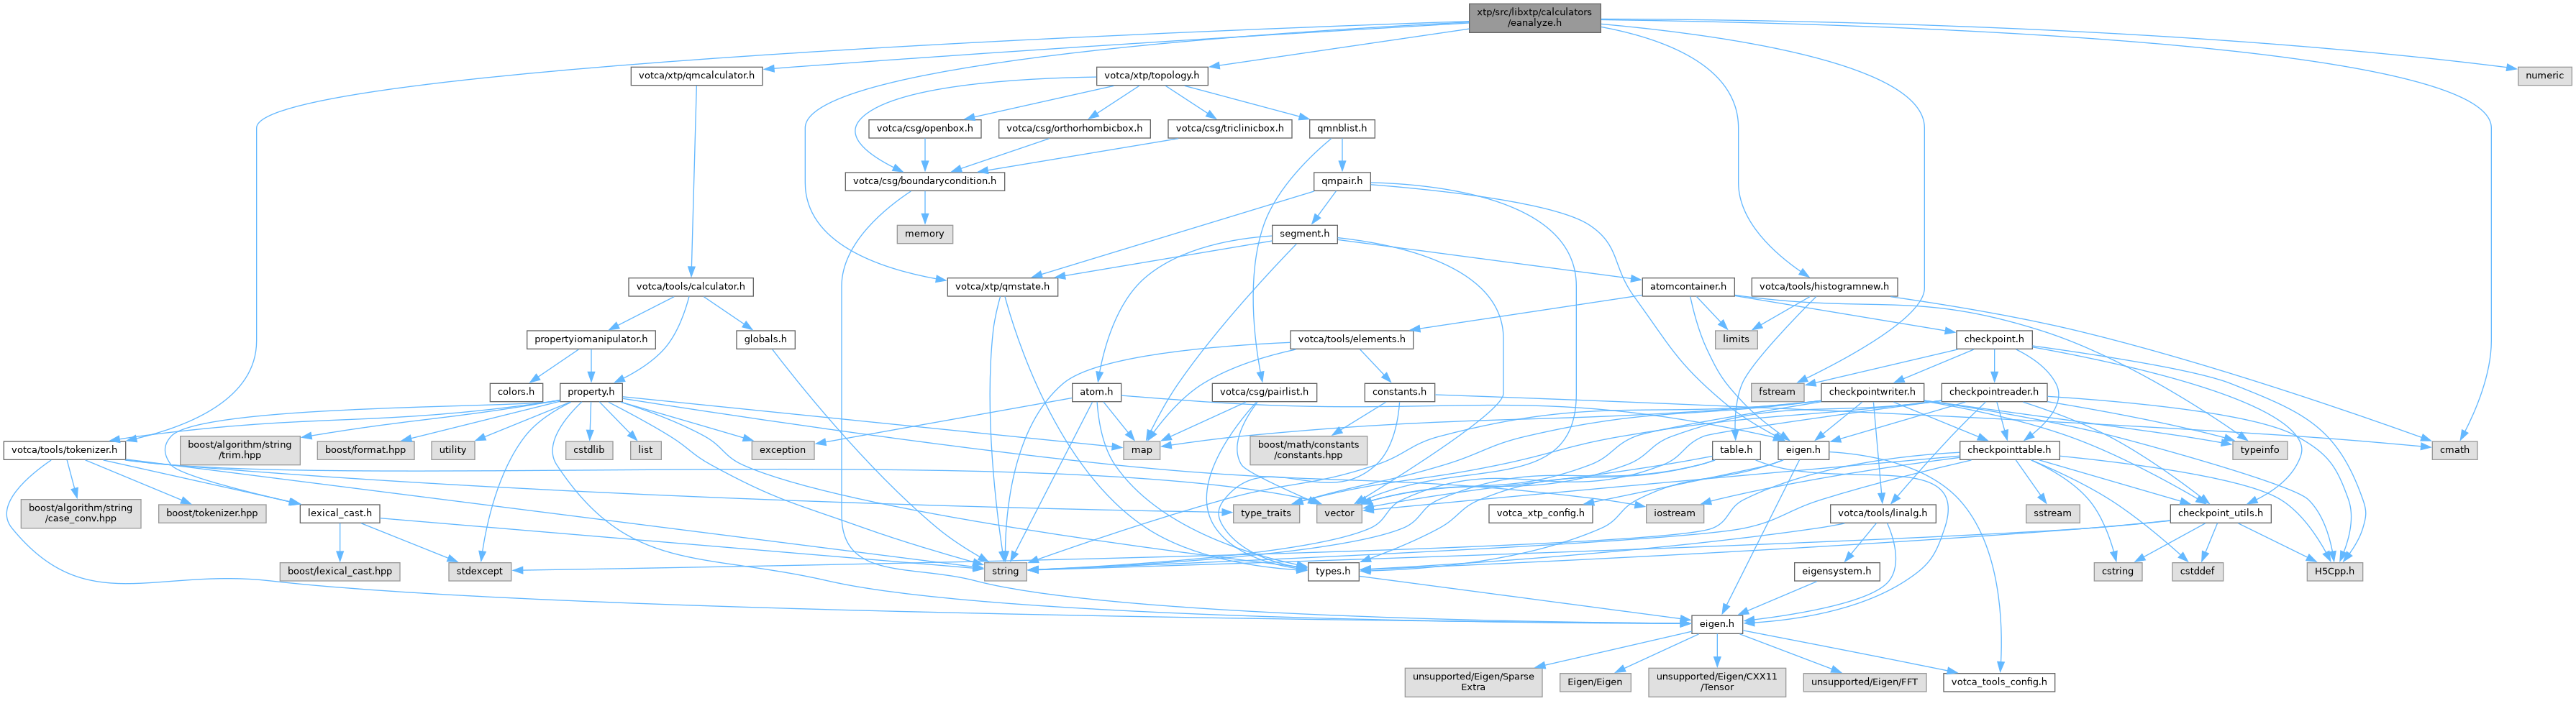 xtp/src/libxtp/calculators
/eanalyze.h
votca/xtp/qmcalculator.h
votca/xtp/topology.h
numeric
votca/csg/openbox.h
votca/csg/orthorhombicbox.h
votca/csg/triclinicbox.h
qmnblist.h
votca/csg/boundarycondition.h
qmpair.h
memory
segment.h
votca/tools/calculator.h
votca/xtp/qmstate.h
atomcontainer.h
votca/tools/histogramnew.h
propertyiomanipulator.h
globals.h
votca/tools/elements.h
limits
checkpoint.h
colors.h
property.h
atom.h
votca/csg/pairlist.h
constants.h
fstream
checkpointwriter.h
checkpointreader.h
votca/tools/tokenizer.h
boost/algorithm/string
/trim.hpp
boost/format.hpp
utility
cstdlib
list
exception
map
boost/math/constants
/constants.hpp
table.h
eigen.h
checkpointtable.h
typeinfo
cmath
boost/algorithm/string
/case_conv.hpp
boost/tokenizer.hpp
lexical_cast.h
type_traits
vector
votca_xtp_config.h
iostream
votca/tools/linalg.h
sstream
checkpoint_utils.h
boost/lexical_cast.hpp
stdexcept
string
types.h
eigensystem.h
cstring
cstddef
H5Cpp.h
eigen.h
unsupported/Eigen/Sparse
Extra
Eigen/Eigen
unsupported/Eigen/CXX11
/Tensor
unsupported/Eigen/FFT
votca_tools_config.h